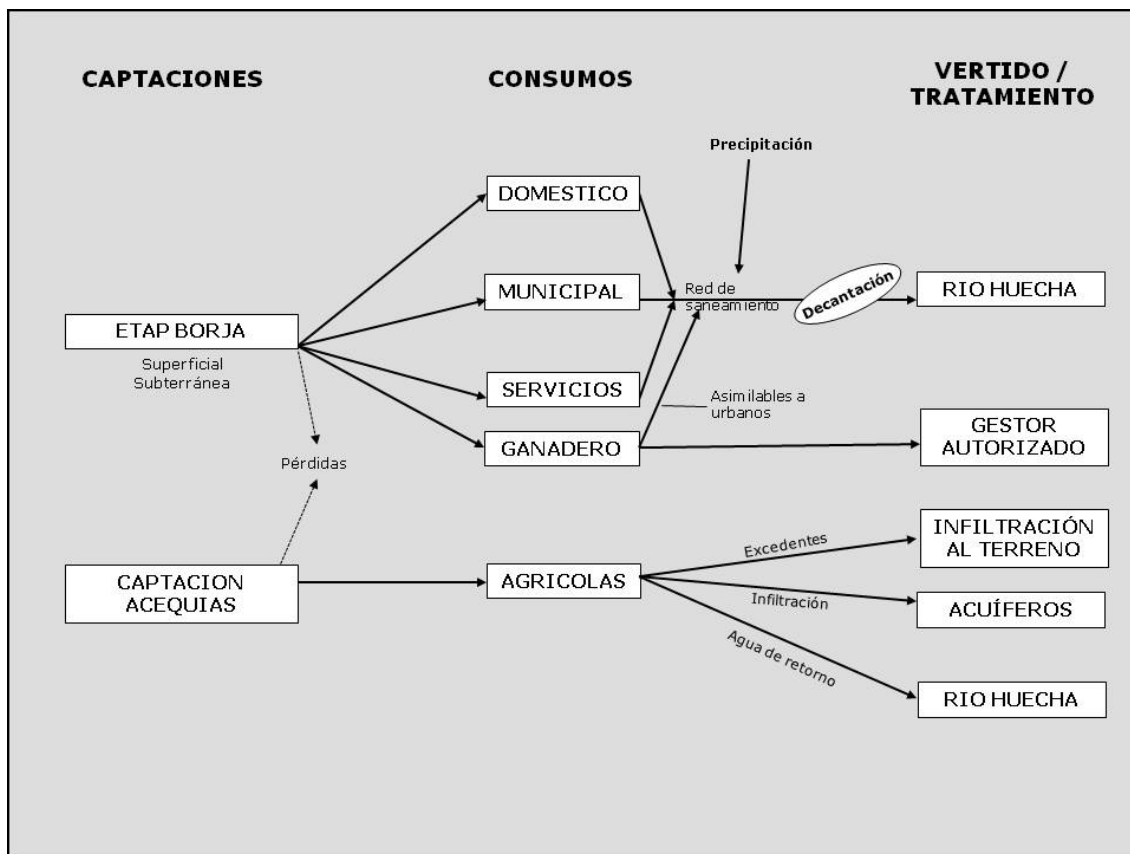 CAPTACIONES
CONSUMOS
VERTIDO /
TRATAMIENTO
Precipitación
DOMESTICO
MUNICIPAL
Red de
saneamiento
Decantación
RIO HUECHA
ETAP BORJA
Superficial
Subterránea
SERVICIOS
Asimilables a
urbanos
GANADERO
GESTOR
AUTORIZADO
Pérdidas
CAPTACION
ACEQUIAS
AGRICOLAS
Excedentes
INFILTRACIÓN
AL TERRENO
Infiltración
ACUÍFEROS
Agua de retorno
RIO HUECHA